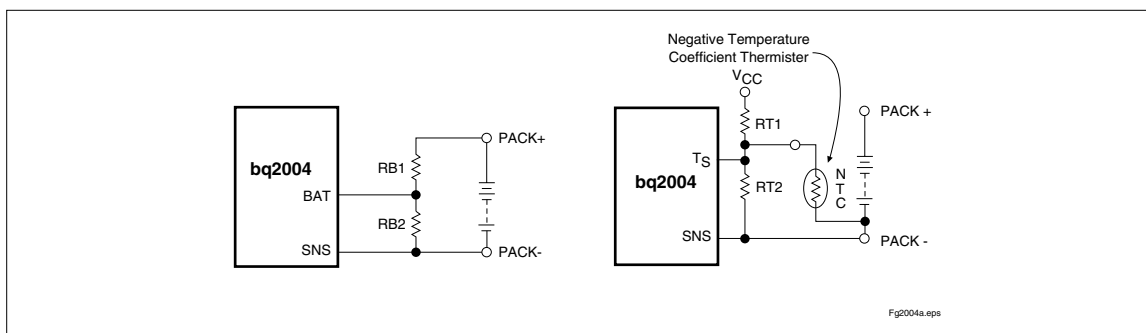 bq2004
BAT
SNS
RB1
RB2
PACK+
PACK-
Negative Temperature
Coefficient Thermister
VCC
RT1
RT2
bq2004
TS
SNS
N
T
C
PACK +
PACK -
Fg2004a.eps